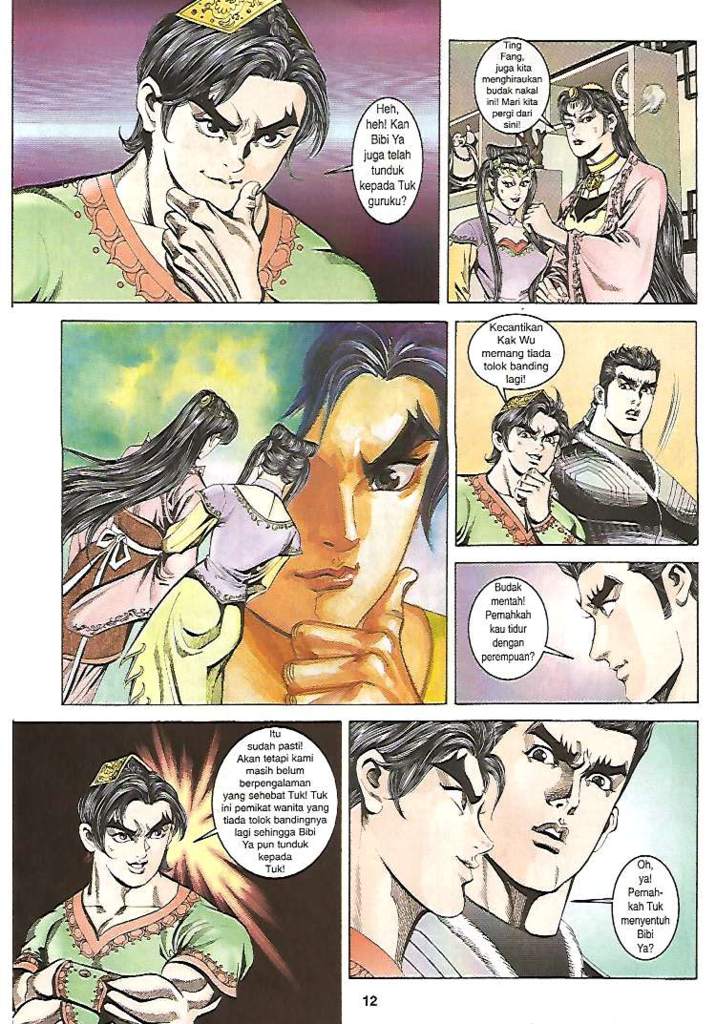 Heh,
heh! Kan
Bibi Ya
juga telah
tunduk
kepada Tuk
guruku?
Ting
Fang,
juga kita
menghiraukan
budak nakal
ini! Mari kita
pergi dari
sini!
Kecantikan
Kak Wu
memang tiada
tolok banding
lagi!
Budak
mentah!
Pernahkah
kau tidur
dengan
perempuan?
Itu
sudah pasti!
Akan tetapi kami
masih belum
berpengalaman
yang sehebat Tuk! Tuk
ini pemikat wanita yang
tiada tolok bandingnya
lagi sehingga Bibi
Ya pun tunduk
kepada
Tuk!
Oh,
ya!
Pernah-
kah Tuk
menyentuh
Bibi
Ya?
12